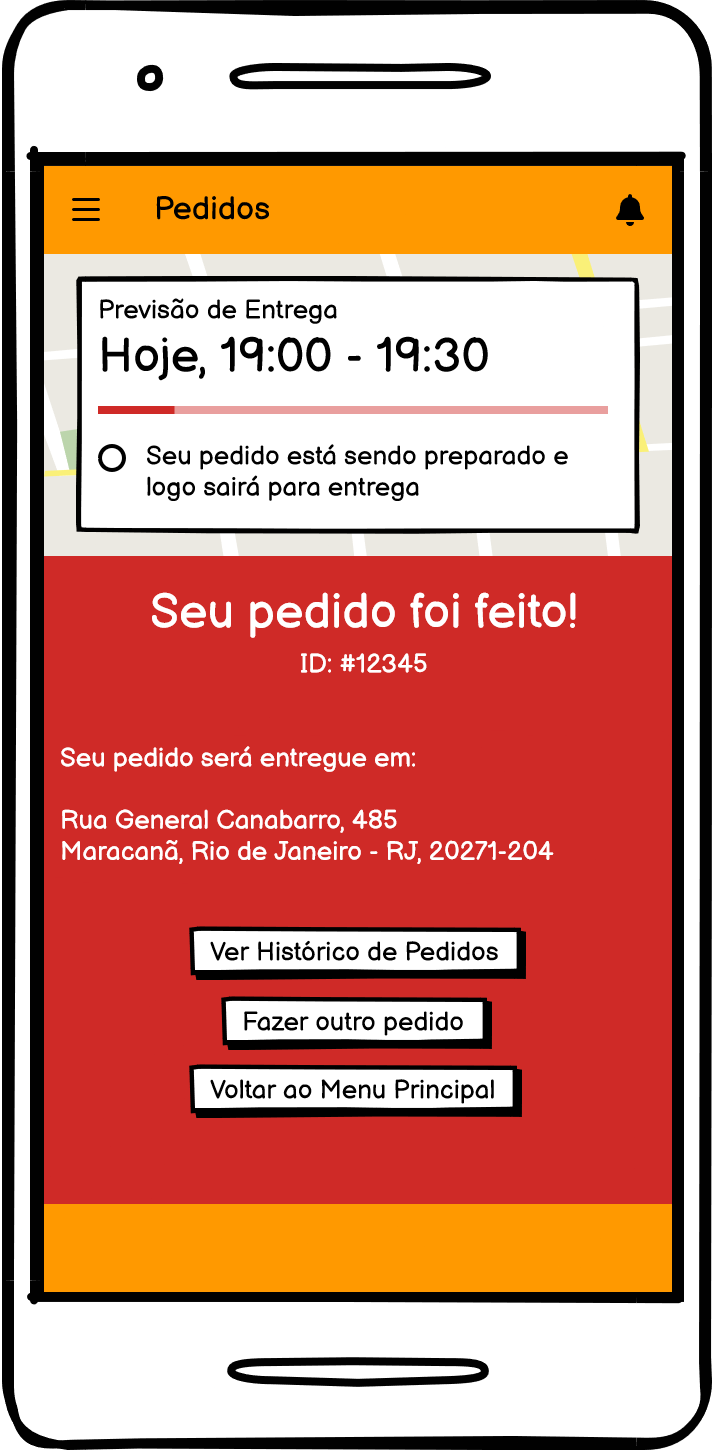 Pedidos
Previsão de Entrega
Hoje, 19:00 - 19:30
Seu pedido está sendo preparado e
logo sairá para entrega
Seu pedido foi feito!
ID: #12345
Seu pedido será entregue em:
Rua General Canabarro, 485
Maracanã, Rio de Janeiro - RJ, 20271-204
Ver Histórico de Pedidos
Fazer outro pedido
Voltar ao Menu Principal